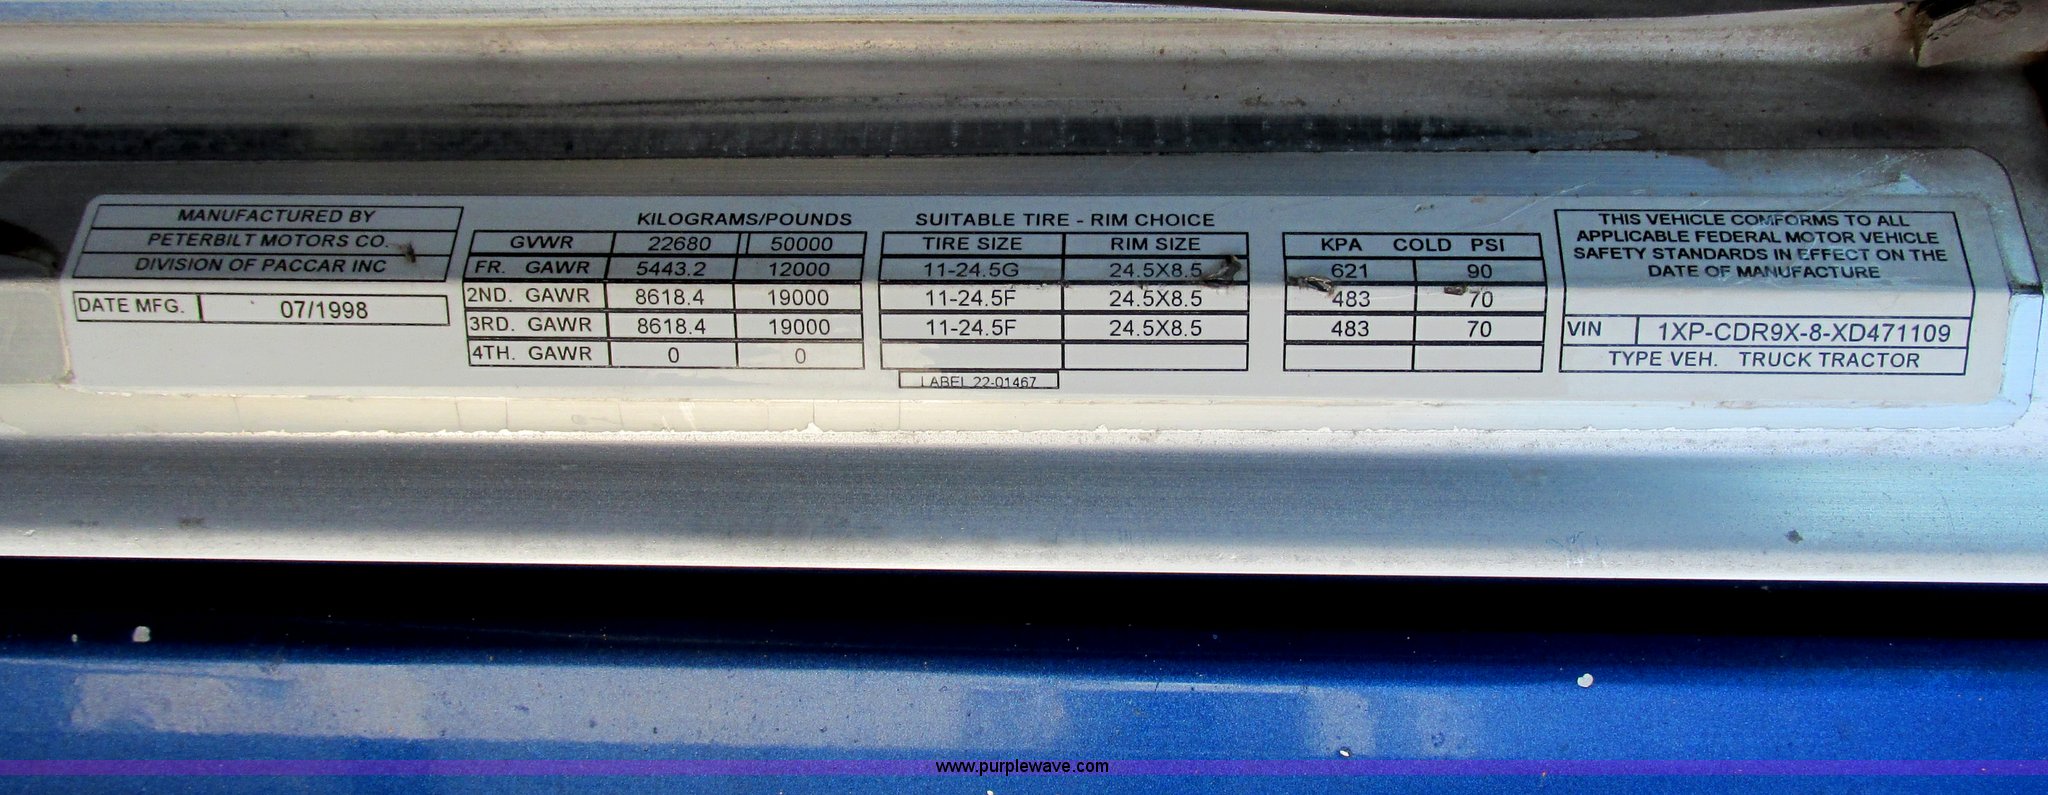 MANUFACTURED BY
PETERBILT MOTORS CO.
DIVISION OF PACCAR INC
DATE MFG. 07/1998
KILOGRAMS/POUNDS
GVWR 22680 50000
FR. GAWR 5443.2 12000
2ND. GAWR 8618.4 19000
3RD. GAWR 8618.4 19000
4TH. GAWR 0 0
SUITABLE TIRE - RIM CHOICE
TIRE SIZE RIM SIZE
11-24.5G 24.5X8.5
11-24.5F 24.5X8.5
11-24.5F 24.5X8.5
LABEL 22-01467
KPA COLD PSI
621 90
483 70
483 70
THIS VEHICLE COMFORMS TO ALL
APPLICABLE FEDERAL MOTOR VEHICLE
SAFETY STANDARDS IN EFFECT ON THE
DATE OF MANUFACTURE
VIN 1XP-CDR9X-8-XD471109
TYPE VEH. TRUCK TRACTOR
www.purplewave.com